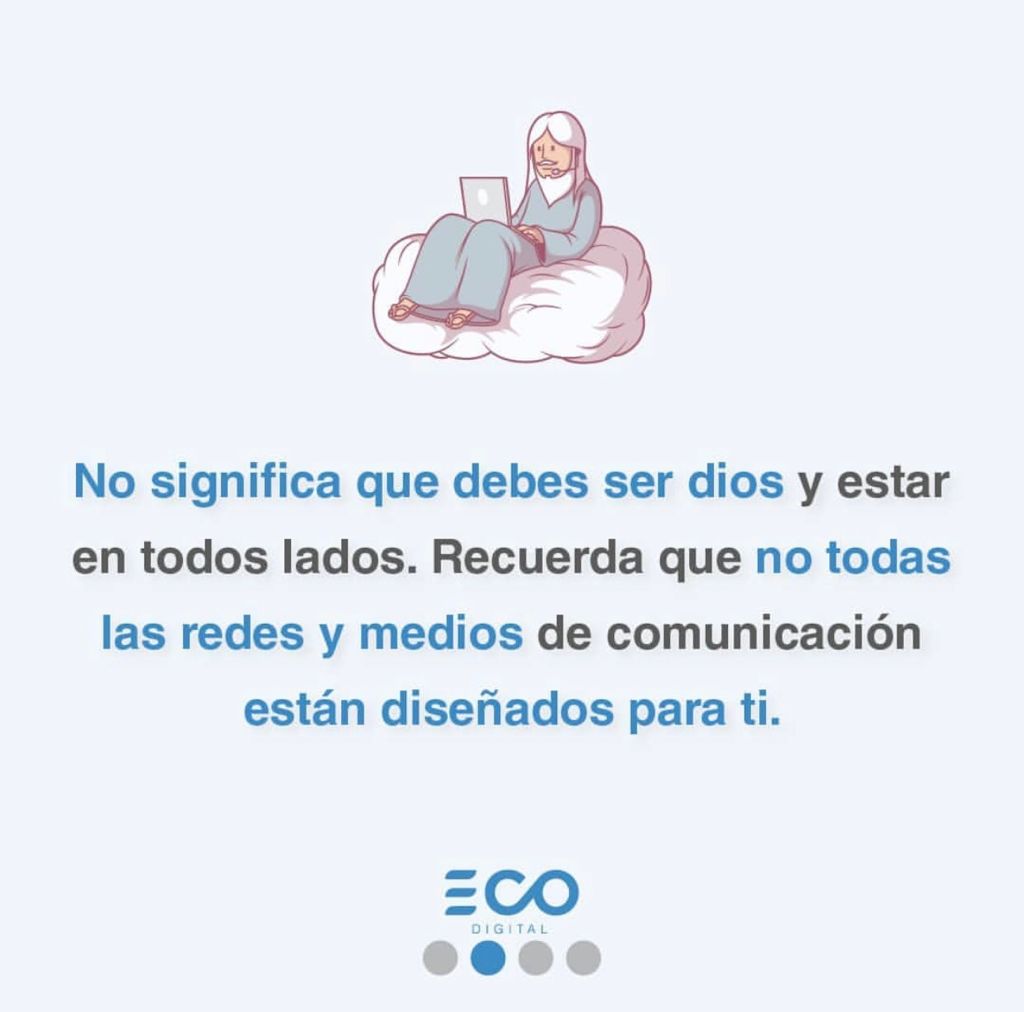 No significa que debes ser dios y estar
en todos lados. Recuerda que no todas
las redes y medios de comunicación
están diseñados para ti.
ECO
DIGITAL